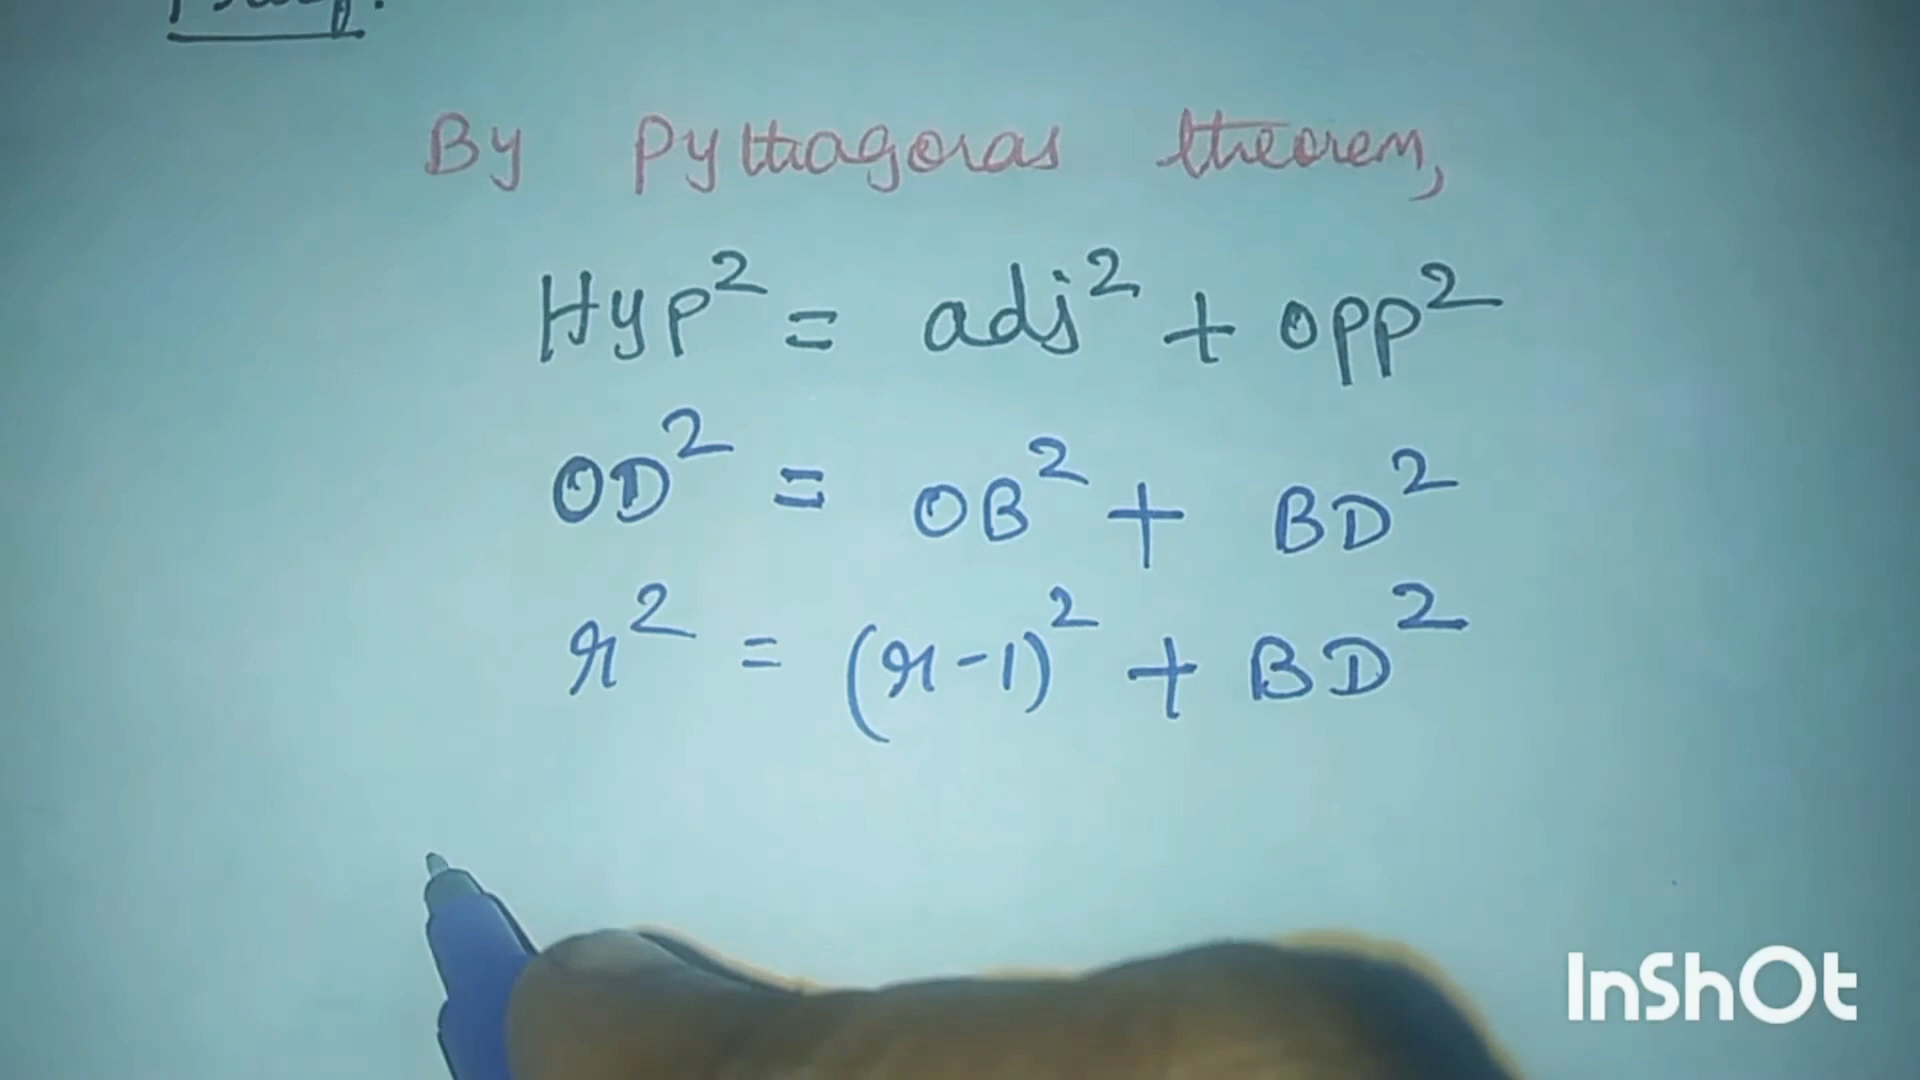 By Pythagoras theorem,
Hyp² = adj² + opp²
OD² = OB² + BD²
r² = (r-1)² + BD²
InShOt